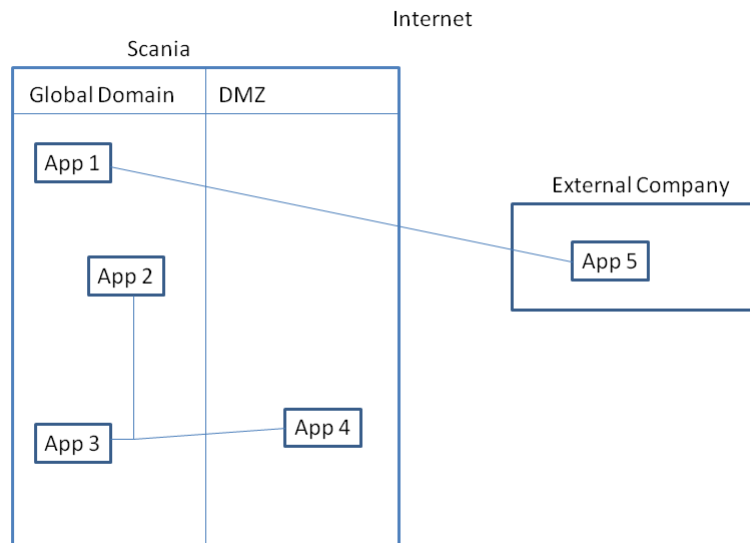 Internet
Scania
Global Domain
DMZ
App 1
External Company
App 5
App 2
App 3
App 4